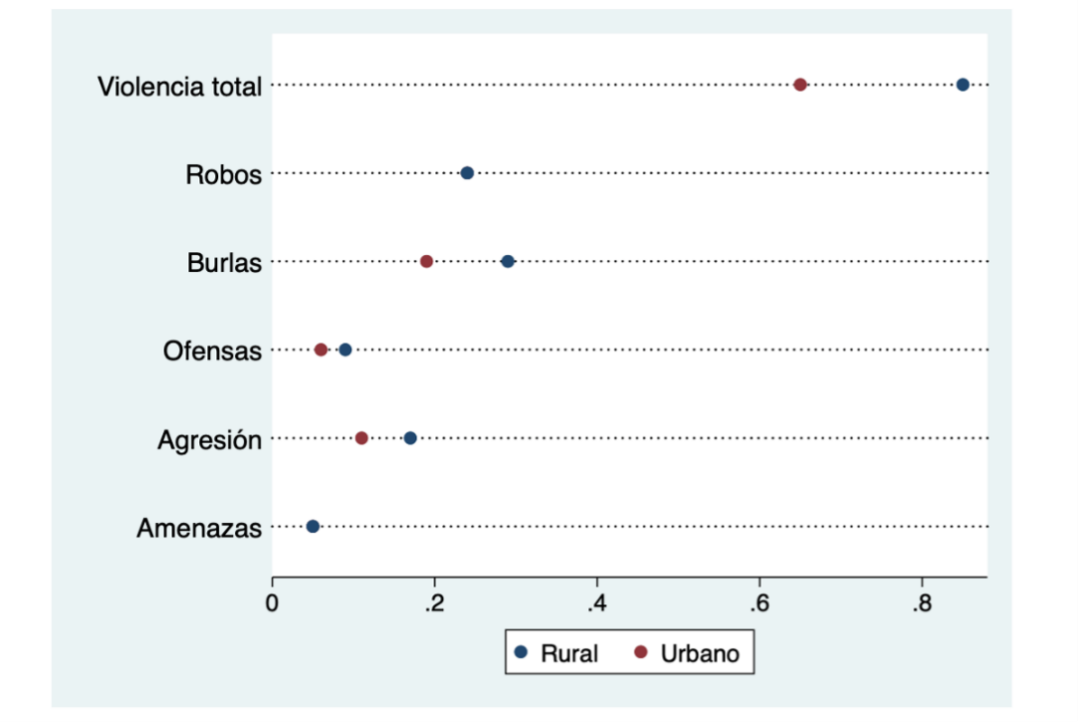 Violencia total
Robos
Burlas
Ofensas
Agresión
Amenazas
0 .2 .4 .6 .8
Rural Urbano